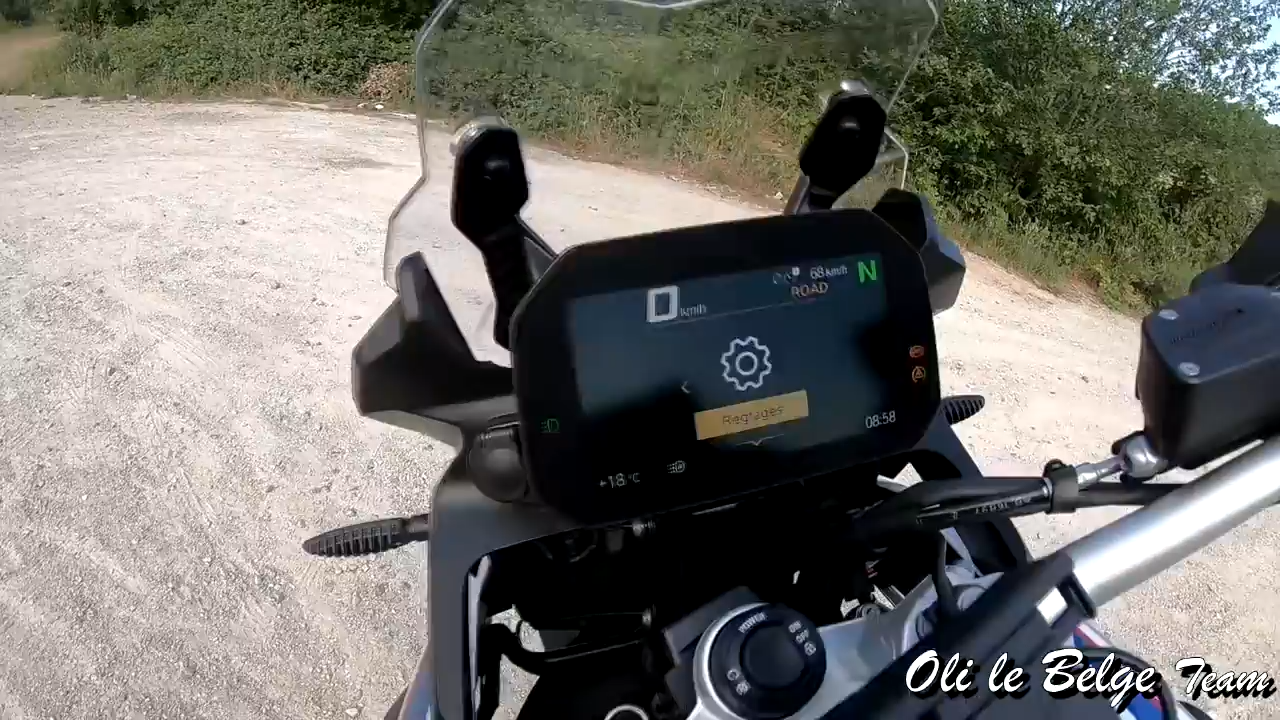 68 km/h N
0 km/h ROAD
Réglages
08:58
+18 °C
POWER
ON
OFF
Oli le Belge Team